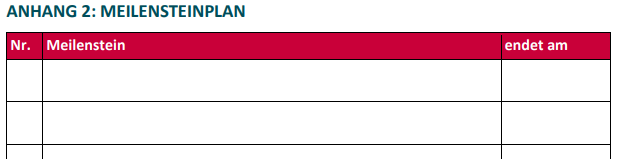 ANHANG 2: MEILENSTEINPLAN
Nr. Meilenstein endet am